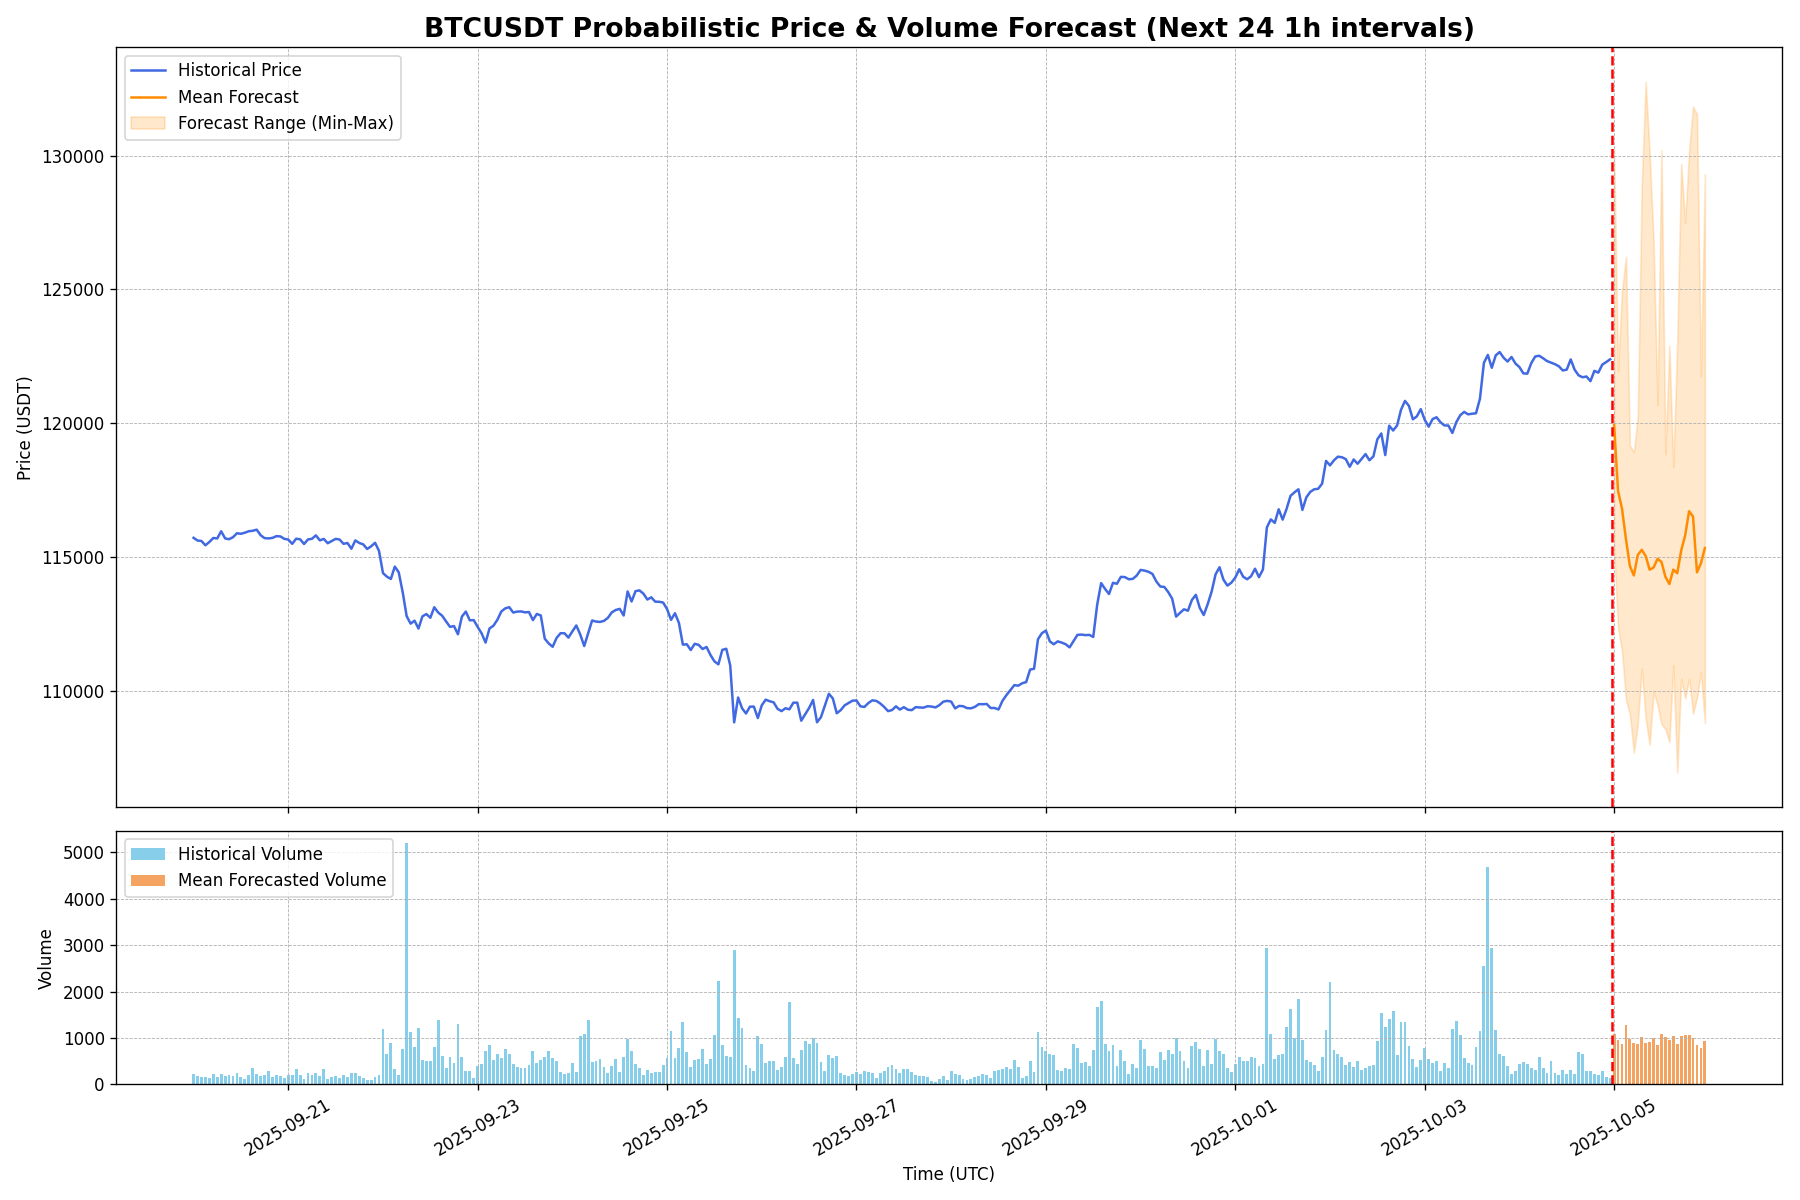 BTCUSDT Probabilistic Price & Volume Forecast (Next 24 1h intervals)
Historical Price
Mean Forecast
Forecast Range (Min-Max)
130000
125000
120000
115000
110000
Price (USDT)
Historical Volume
Mean Forecasted Volume
5000
4000
3000
2000
1000
0
Volume
2025-09-21
2025-09-23
2025-09-25
2025-09-27
2025-09-29
2025-10-01
2025-10-03
2025-10-05
Time (UTC)